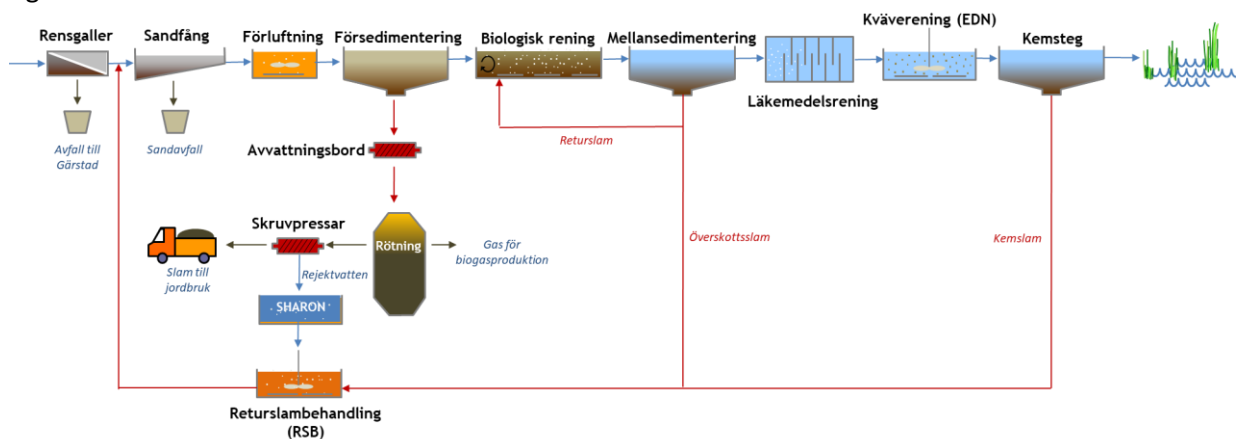 Rensgaller
Sandfång
Förluftning
Försedimentering
Biologisk rening
Mellansedimentering
Kväverening (EDN)
Kemsteg
Läkemedelsrening
Avfall till
Gärstad
Sandavfall
Returslam
Avvattningsbord
Skruvpressar
Rötning
Gas för
biogasproduktion
Överskottsslam
Kemslam
Slam till
jordbruk
Rejektvatten
SHARON
Returslambehandling
(RSB)